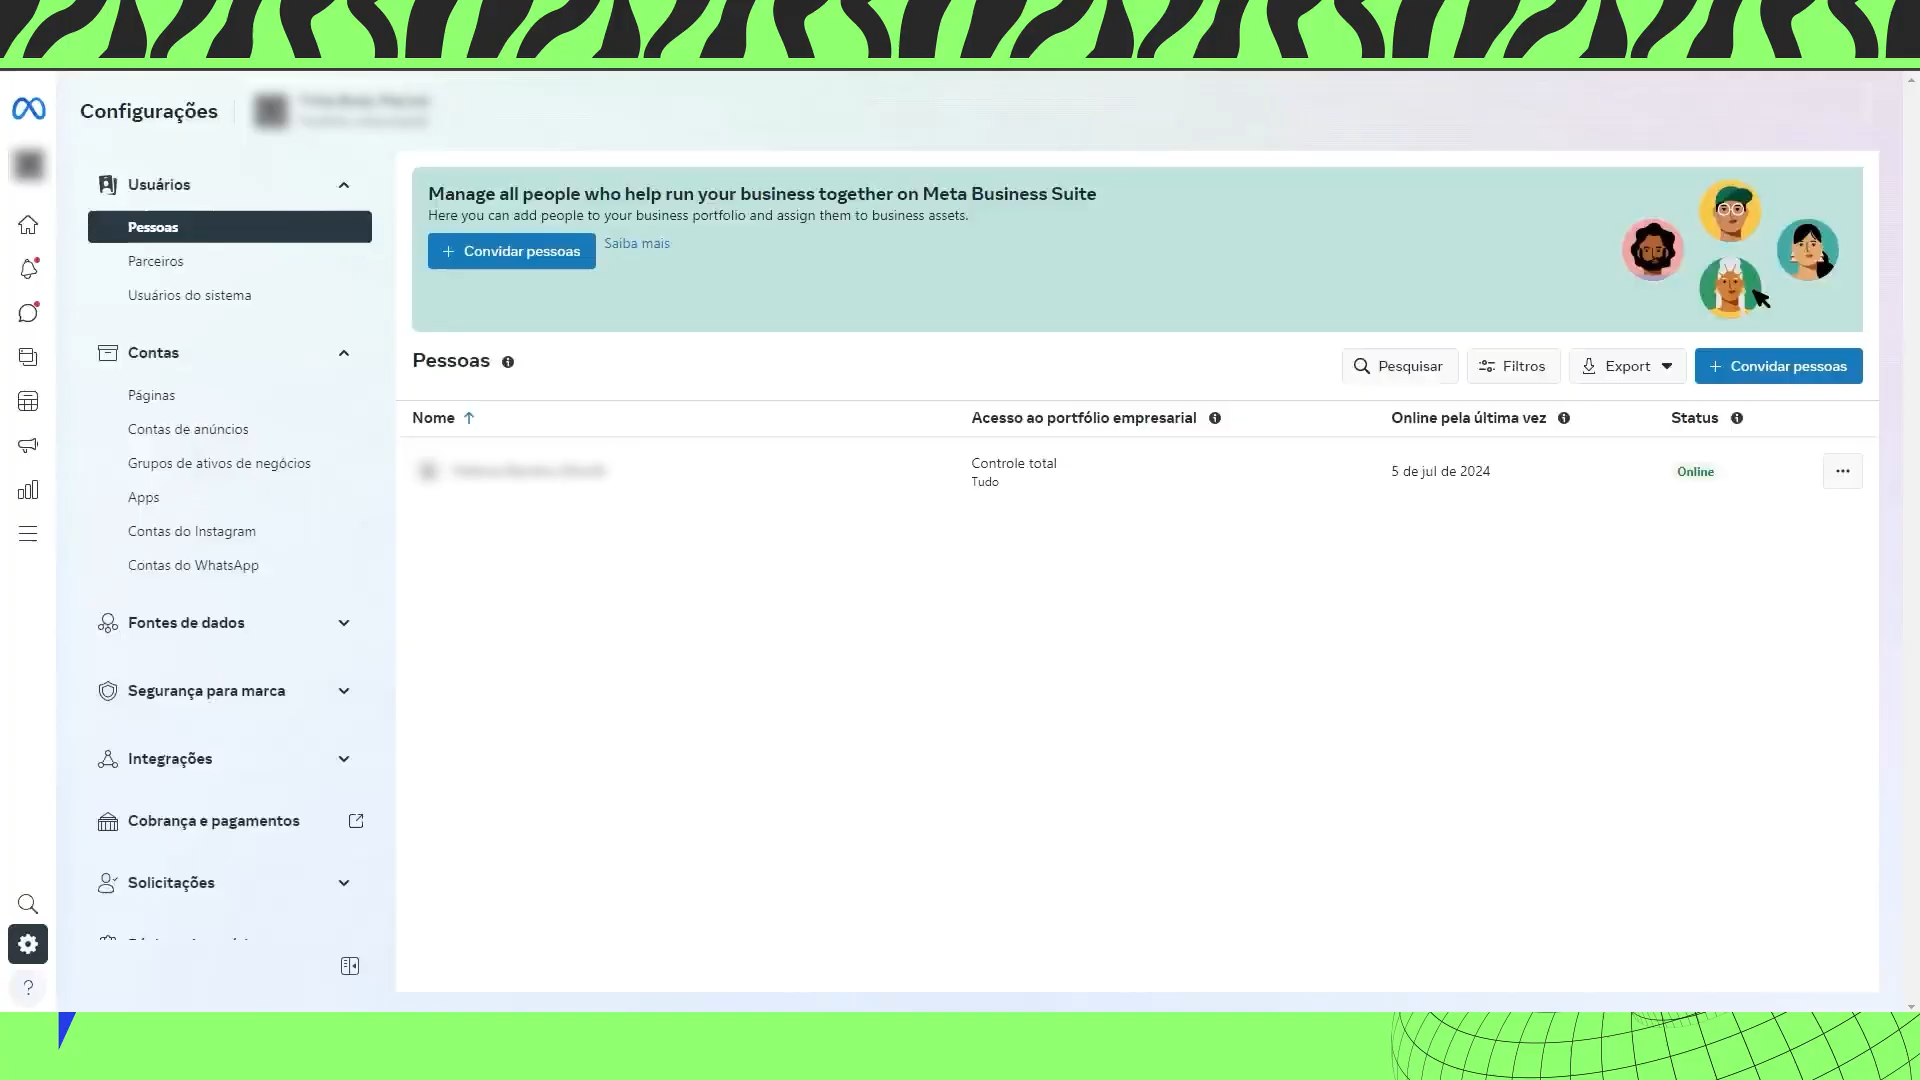 Configurações
Usuários
Pessoas
Parceiros
Usuários do sistema
Contas
Páginas
Contas de anúncios
Grupos de ativos de negócios
Apps
Contas do Instagram
Contas do WhatsApp
Fontes de dados
Segurança para marca
Integrações
Cobrança e pagamentos
Solicitações
?
Manage all people who help run your business together on Meta Business Suite
Here you can add people to your business portfolio and assign them to business assets.
+ Convidar pessoas
Saiba mais
Pessoas
Pesquisar
Filtros
Export
+ Convidar pessoas
Nome ↑
Acesso ao portfólio empresarial
Online pela última vez
Status
Controle total
Tudo
5 de jul de 2024
Online